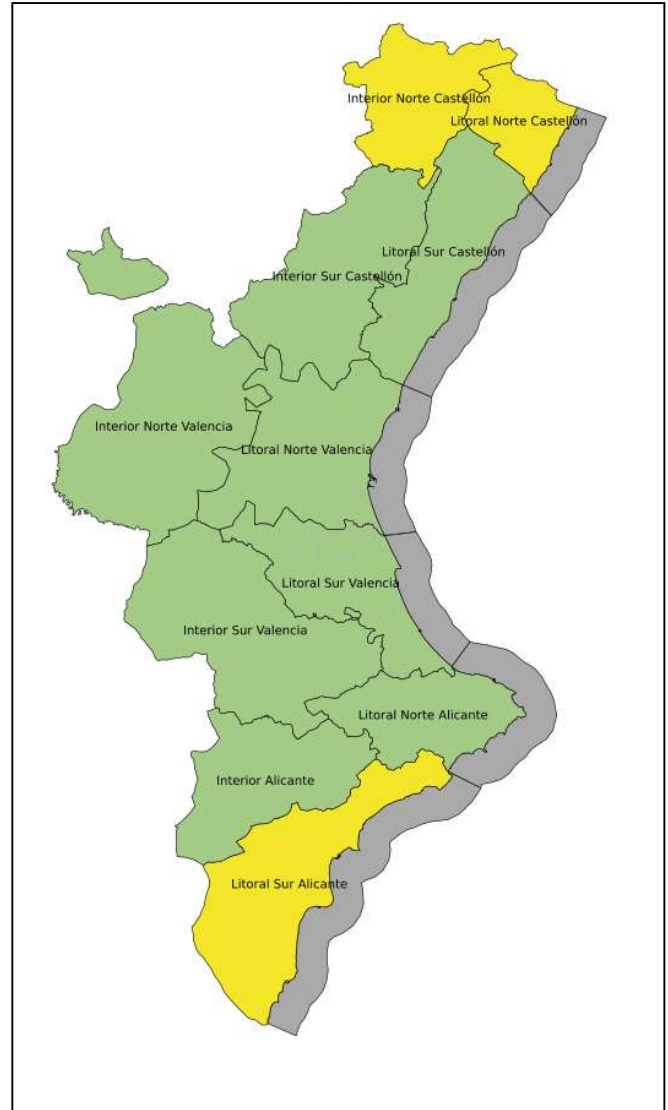 Interior Norte Castellón
Litoral Norte Castellón
Litoral Sur Castellón
Interior Sur Castellón
Interior Norte Valencia
Litoral Norte Valencia
Litoral Sur Valencia
Interior Sur Valencia
Litoral Norte Alicante
Interior Alicante
Litoral Sur Alicante